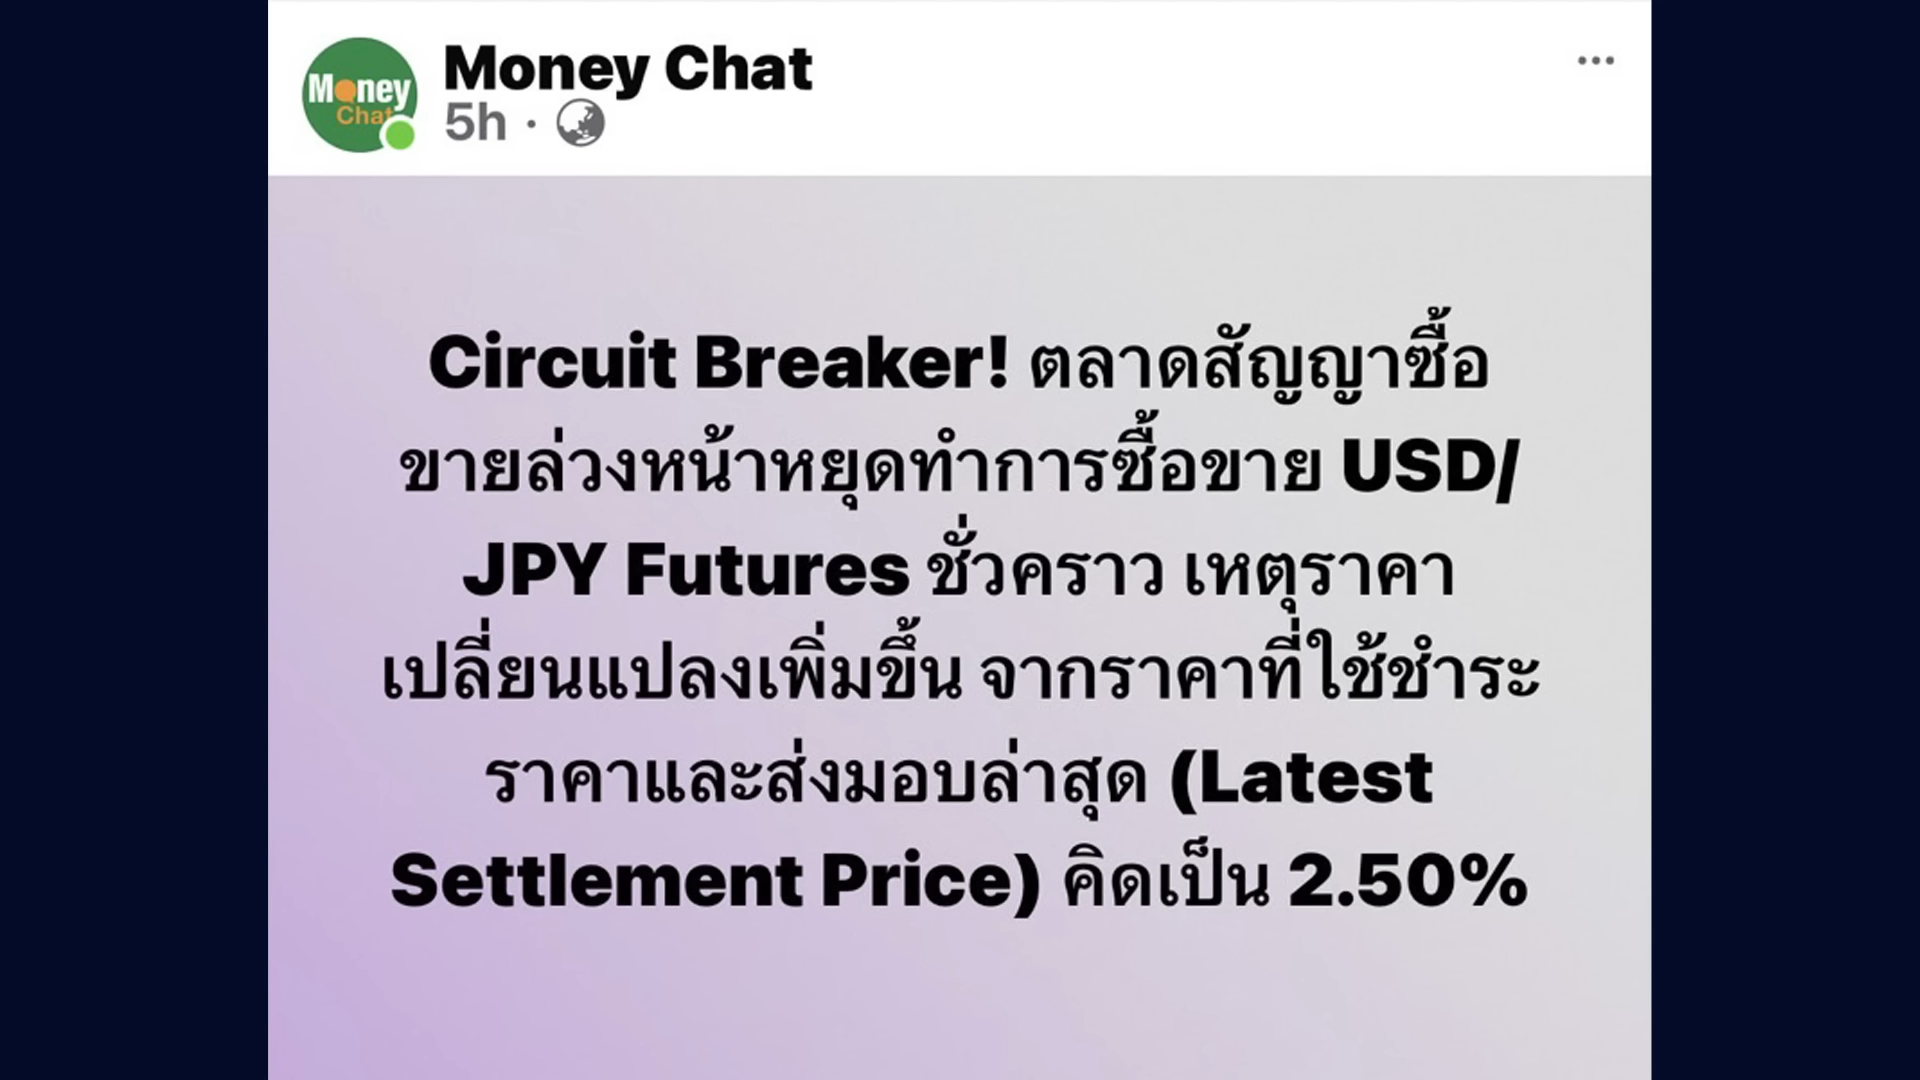 Money Chat
Money
Chat
5h ·
Circuit Breaker! ตลาดสัญญาซื้อ
ขายล่วงหน้าหยุดทำการซื้อขาย USD/
JPY Futures ชั่วคราว เหตุราคา
เปลี่ยนแปลงเพิ่มขึ้น จากราคาที่ใช้ชำระ
ราคาและส่งมอบล่าสุด (Latest
Settlement Price) คิดเป็น 2.50%